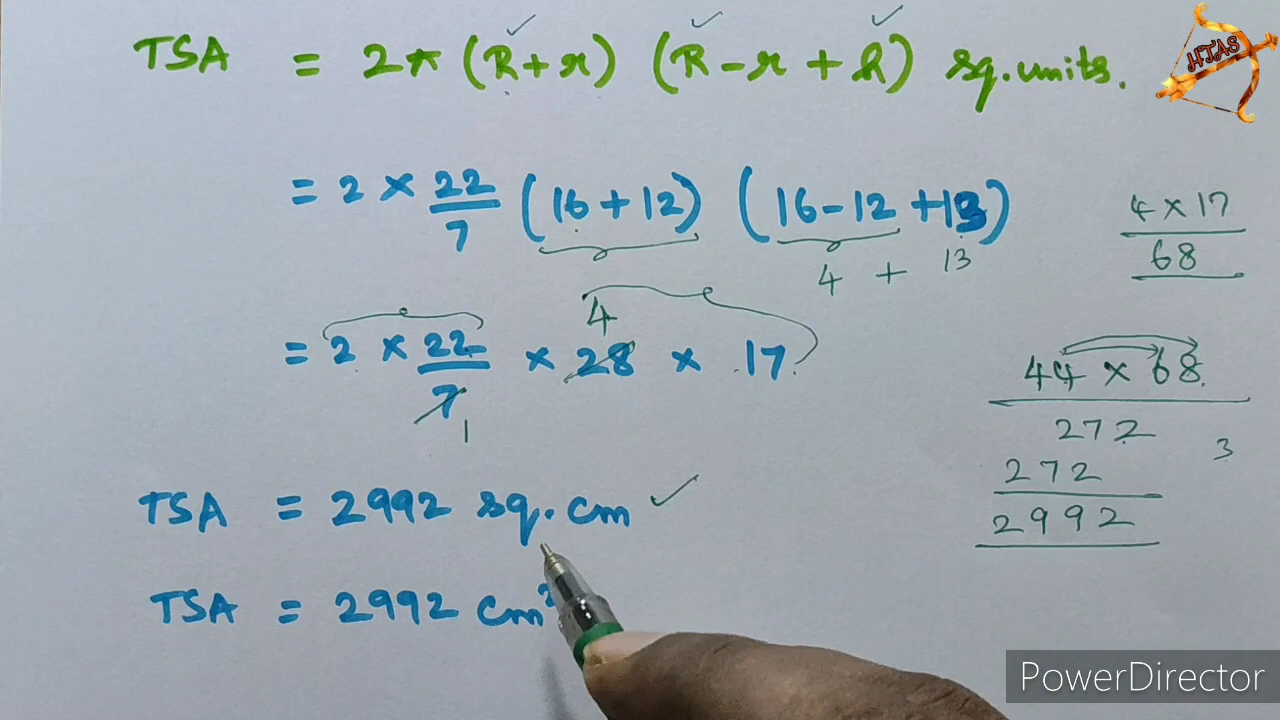 TSA = 2π (R+r) (R-r+h) sq.units.
HTAS
= 2 × 22/7 (16+12) (16-12+13)
4 + 13
4 × 17
68
4
= 2 × 22/7 × 28 × 17
1
44 × 68
272
3
272
2992
TSA = 2992 sq.cm ✓
TSA = 2992 cm²
PowerDirector